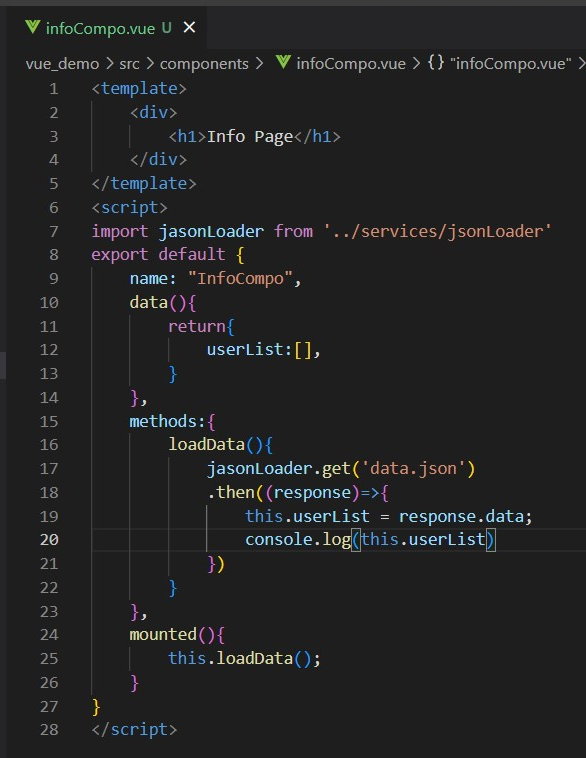 infoCompo.vue U ×
vue_demo > src > components > infoCompo.vue > {} "infoCompo.vue" >
1 <template>
2 <div>
3 <h1>Info Page</h1>
4 </div>
5 </template>
6 <script>
7 import jasonLoader from '../services/jsonLoader'
8 export default {
9 name: "InfoCompo",
10 data(){
11 return{
12 userList:[],
13 }
14 },
15 methods:{
16 loadData(){
17 jasonLoader.get('data.json')
18 .then((response)=>{
19 this.userList = response.data;
20 console.log(this.userList)
21 })
22 }
23 },
24 mounted(){
25 this.loadData();
26 }
27 }
28 </script>